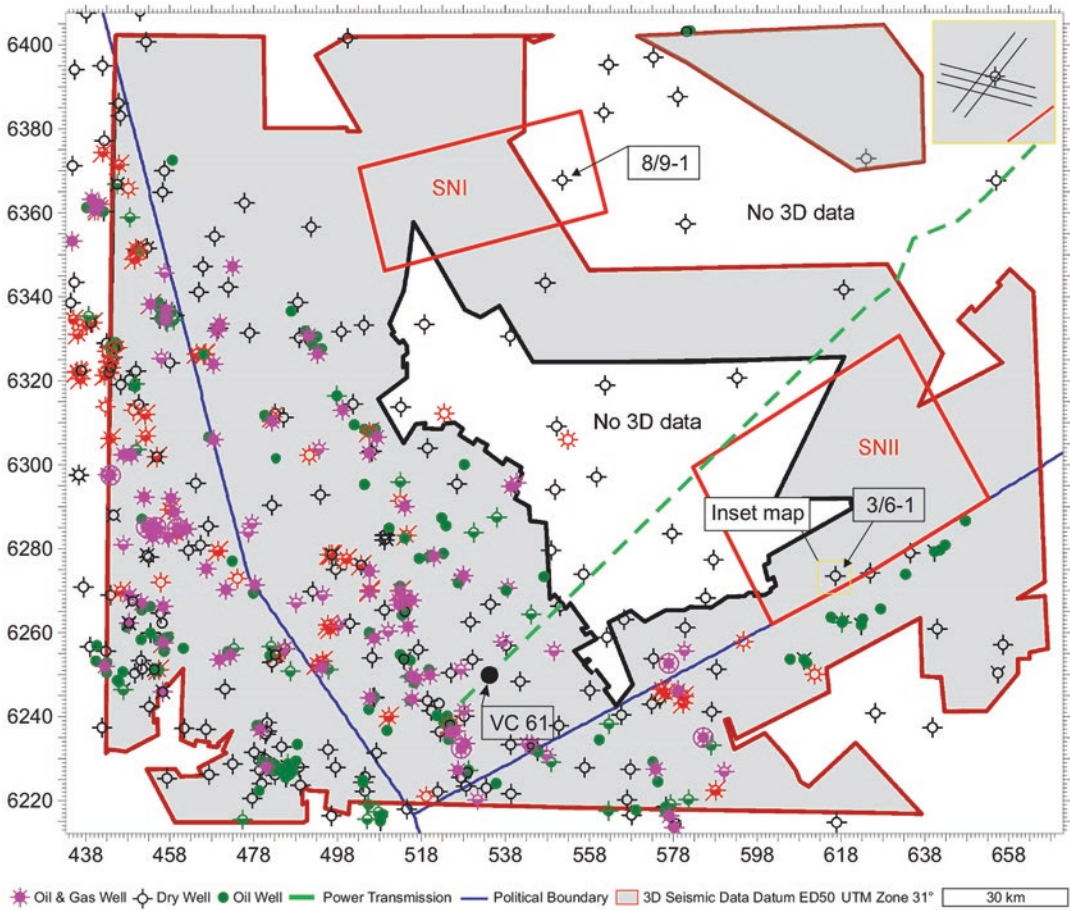 6400
6380
6360
6340
6320
6300
6280
6260
6240
6220
SNI
8/9-1
No 3D data
No 3D data
SNII
Inset map
3/6-1
VC 61
438 458 478 498 518 538 558 578 598 618 638 658
Oil & Gas Well Dry Well Oil Well Power Transmission Political Boundary 3D Seismic Data Datum ED50 UTM Zone 31° 30 km